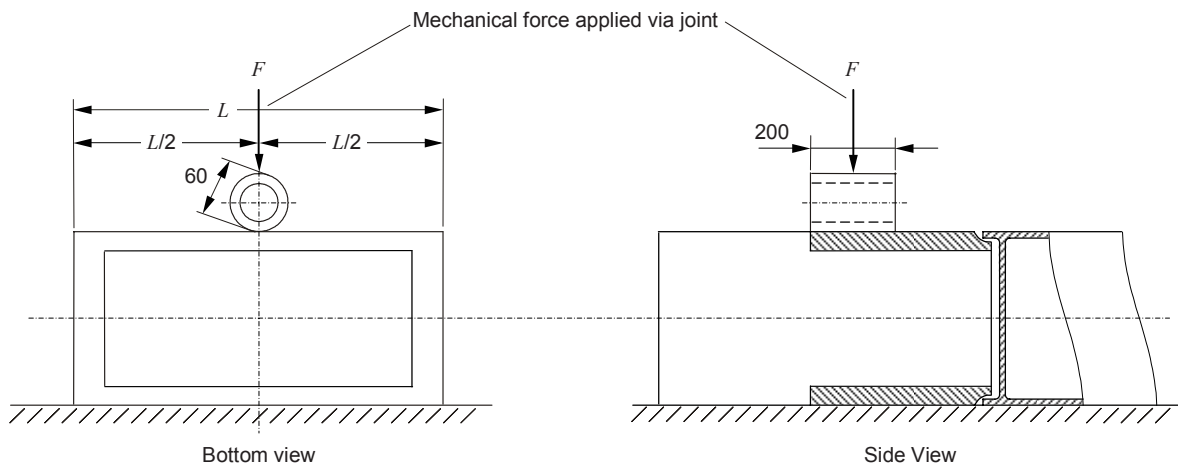 Mechanical force applied via joint
F
F
L
200
L/2
L/2
60
Bottom view
Side View